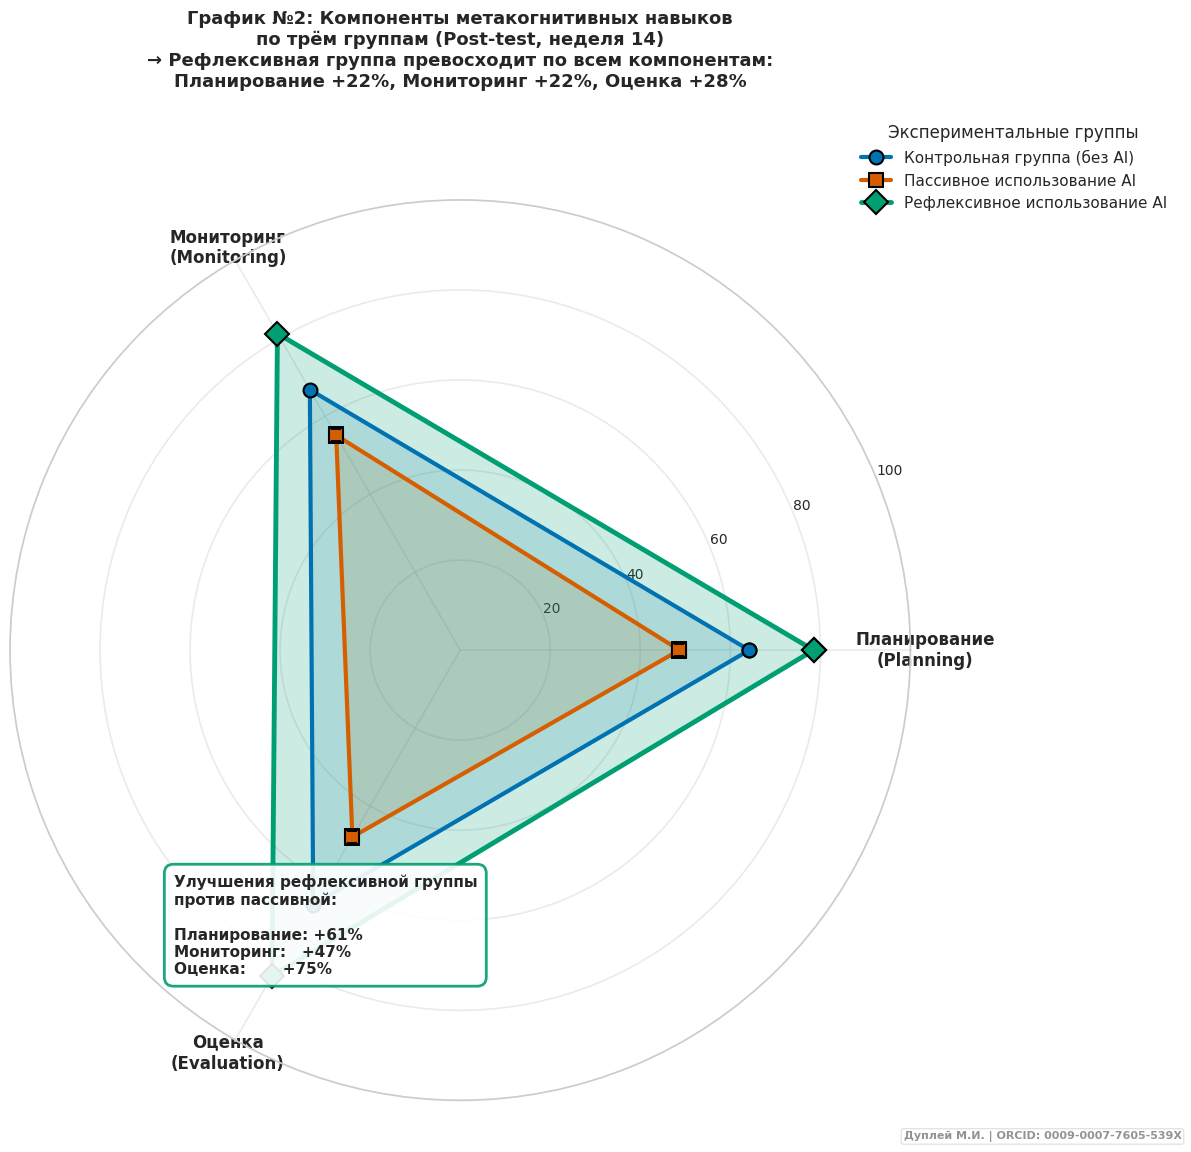 График №2: Компоненты метакогнитивных навыков
по трём группам (Post-test, неделя 14)
→ Рефлексивная группа превосходит по всем компонентам:
Планирование +22%, Мониторинг +22%, Оценка +28%
Экспериментальные группы
Контрольная группа (без AI)
Пассивное использование AI
Рефлексивное использование AI
Мониторинг
(Monitoring)
100
80
60
40
20
Планирование
(Planning)
Улучшения рефлексивной группы
против пассивной:
Планирование: +61%
Мониторинг: +47%
Оценка: +75%
Оценка
(Evaluation)
Дуплей М.И. | ORCID: 0009-0007-7605-539X